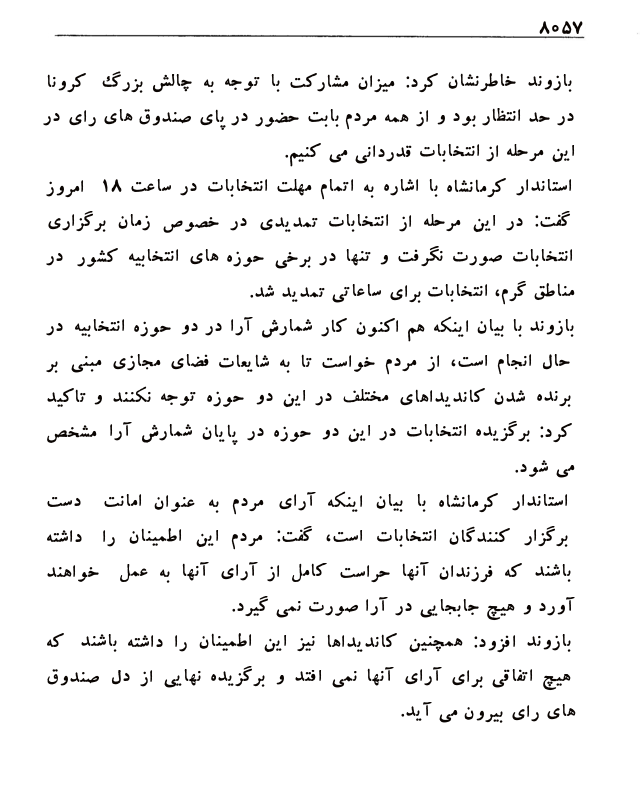 ۸۰۵۷
بازوند خاطرنشان کرد: میزان مشارکت با توجه به چالش بزرگ کرونا
در حد انتظار بود و از همه مردم بابت حضور در پای صندوق های رای در
این مرحله از انتخابات قدردانی می کنیم.
استاندار کرمانشاه با اشاره به اتمام مهلت انتخابات در ساعت ۱۸ امروز
گفت: در این مرحله از انتخابات تمدیدی در خصوص زمان برگزاری
انتخابات صورت نگرفت و تنها در برخی حوزه های انتخابیه کشور در
مناطق گرم، انتخابات برای ساعاتی تمدید شد.
بازوند با بیان اینکه هم اکنون کار شمارش آرا در دو حوزه انتخابیه در
حال انجام است، از مردم خواست تا به شایعات فضای مجازی مبنی بر
برنده شدن کاندیداهای مختلف در این دو حوزه توجه نکنند و تاکید
کرد: برگزیده انتخابات در این دو حوزه در پایان شمارش آرا مشخص
می شود.
استاندار کرمانشاه با بیان اینکه آرای مردم به عنوان امانت دست
برگزار کنندگان انتخابات است، گفت: مردم این اطمینان را داشته
باشند که فرزندان آنها حراست کامل از آرای آنها به عمل خواهند
آورد و هیچ جابجایی در آرا صورت نمی گیرد.
بازوند افزود: همچنین کاندیداها نیز این اطمینان را داشته باشند که
هیچ اتفاقی برای آرای آنها نمی افتد و برگزیده نهایی از دل صندوق
های رای بیرون می آید.